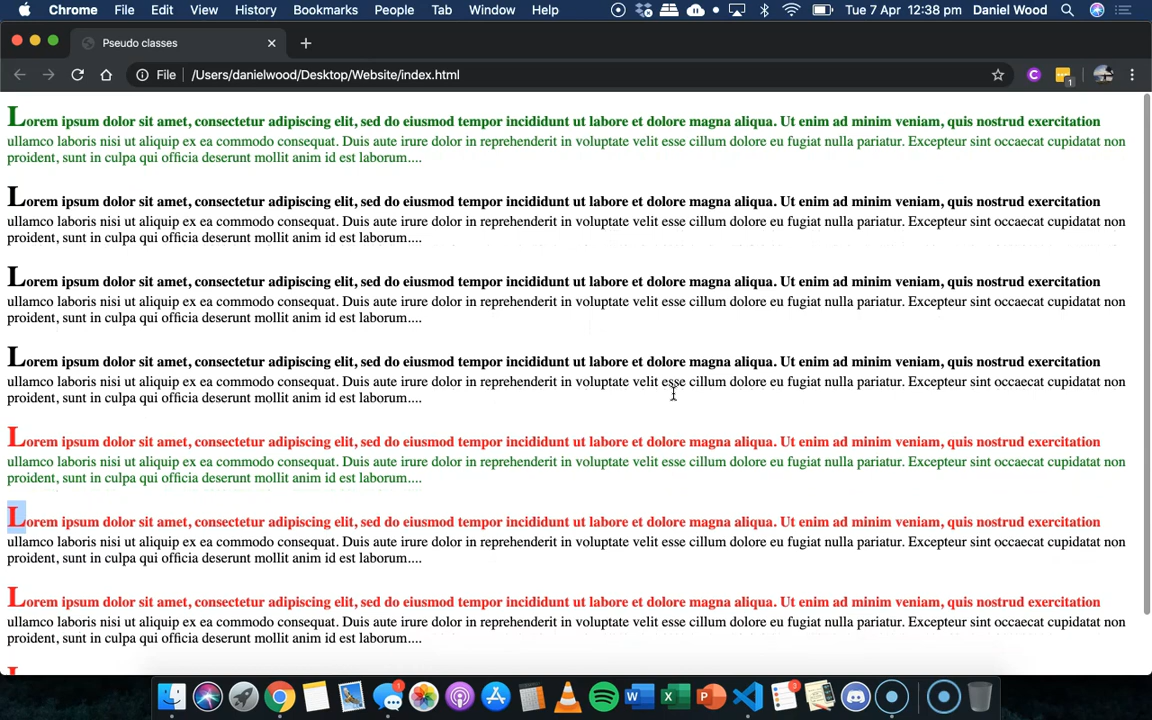 Chrome File Edit View History Bookmarks People Tab Window Help Tue 7 Apr 12:38 pm Daniel Wood
Pseudo classes
File /Users/danielwood/Desktop/Website/index.html
1
Lorem ipsum dolor sit amet, consectetur adipiscing elit, sed do eiusmod tempor incididunt ut labore et dolore magna aliqua. Ut enim ad minim veniam, quis nostrud exercitation
ullamco laboris nisi ut aliquip ex ea commodo consequat. Duis aute irure dolor in reprehenderit in voluptate velit esse cillum dolore eu fugiat nulla pariatur. Excepteur sint occaecat cupidatat non
proident, sunt in culpa qui officia deserunt mollit anim id est laborum....
Lorem ipsum dolor sit amet, consectetur adipiscing elit, sed do eiusmod tempor incididunt ut labore et dolore magna aliqua. Ut enim ad minim veniam, quis nostrud exercitation
ullamco laboris nisi ut aliquip ex ea commodo consequat. Duis aute irure dolor in reprehenderit in voluptate velit esse cillum dolore eu fugiat nulla pariatur. Excepteur sint occaecat cupidatat non
proident, sunt in culpa qui officia deserunt mollit anim id est laborum....
Lorem ipsum dolor sit amet, consectetur adipiscing elit, sed do eiusmod tempor incididunt ut labore et dolore magna aliqua. Ut enim ad minim veniam, quis nostrud exercitation
ullamco laboris nisi ut aliquip ex ea commodo consequat. Duis aute irure dolor in reprehenderit in voluptate velit esse cillum dolore eu fugiat nulla pariatur. Excepteur sint occaecat cupidatat non
proident, sunt in culpa qui officia deserunt mollit anim id est laborum....
Lorem ipsum dolor sit amet, consectetur adipiscing elit, sed do eiusmod tempor incididunt ut labore et dolore magna aliqua. Ut enim ad minim veniam, quis nostrud exercitation
ullamco laboris nisi ut aliquip ex ea commodo consequat. Duis aute irure dolor in reprehenderit in voluptate velit esse cillum dolore eu fugiat nulla pariatur. Excepteur sint occaecat cupidatat non
proident, sunt in culpa qui officia deserunt mollit anim id est laborum....
Lorem ipsum dolor sit amet, consectetur adipiscing elit, sed do eiusmod tempor incididunt ut labore et dolore magna aliqua. Ut enim ad minim veniam, quis nostrud exercitation
ullamco laboris nisi ut aliquip ex ea commodo consequat. Duis aute irure dolor in reprehenderit in voluptate velit esse cillum dolore eu fugiat nulla pariatur. Excepteur sint occaecat cupidatat non
proident, sunt in culpa qui officia deserunt mollit anim id est laborum....
Lorem ipsum dolor sit amet, consectetur adipiscing elit, sed do eiusmod tempor incididunt ut labore et dolore magna aliqua. Ut enim ad minim veniam, quis nostrud exercitation
ullamco laboris nisi ut aliquip ex ea commodo consequat. Duis aute irure dolor in reprehenderit in voluptate velit esse cillum dolore eu fugiat nulla pariatur. Excepteur sint occaecat cupidatat non
proident, sunt in culpa qui officia deserunt mollit anim id est laborum....
Lorem ipsum dolor sit amet, consectetur adipiscing elit, sed do eiusmod tempor incididunt ut labore et dolore magna aliqua. Ut enim ad minim veniam, quis nostrud exercitation
ullamco laboris nisi ut aliquip ex ea commodo consequat. Duis aute irure dolor in reprehenderit in voluptate velit esse cillum dolore eu fugiat nulla pariatur. Excepteur sint occaecat cupidatat non
proident, sunt in culpa qui officia deserunt mollit anim id est laborum....
1 3